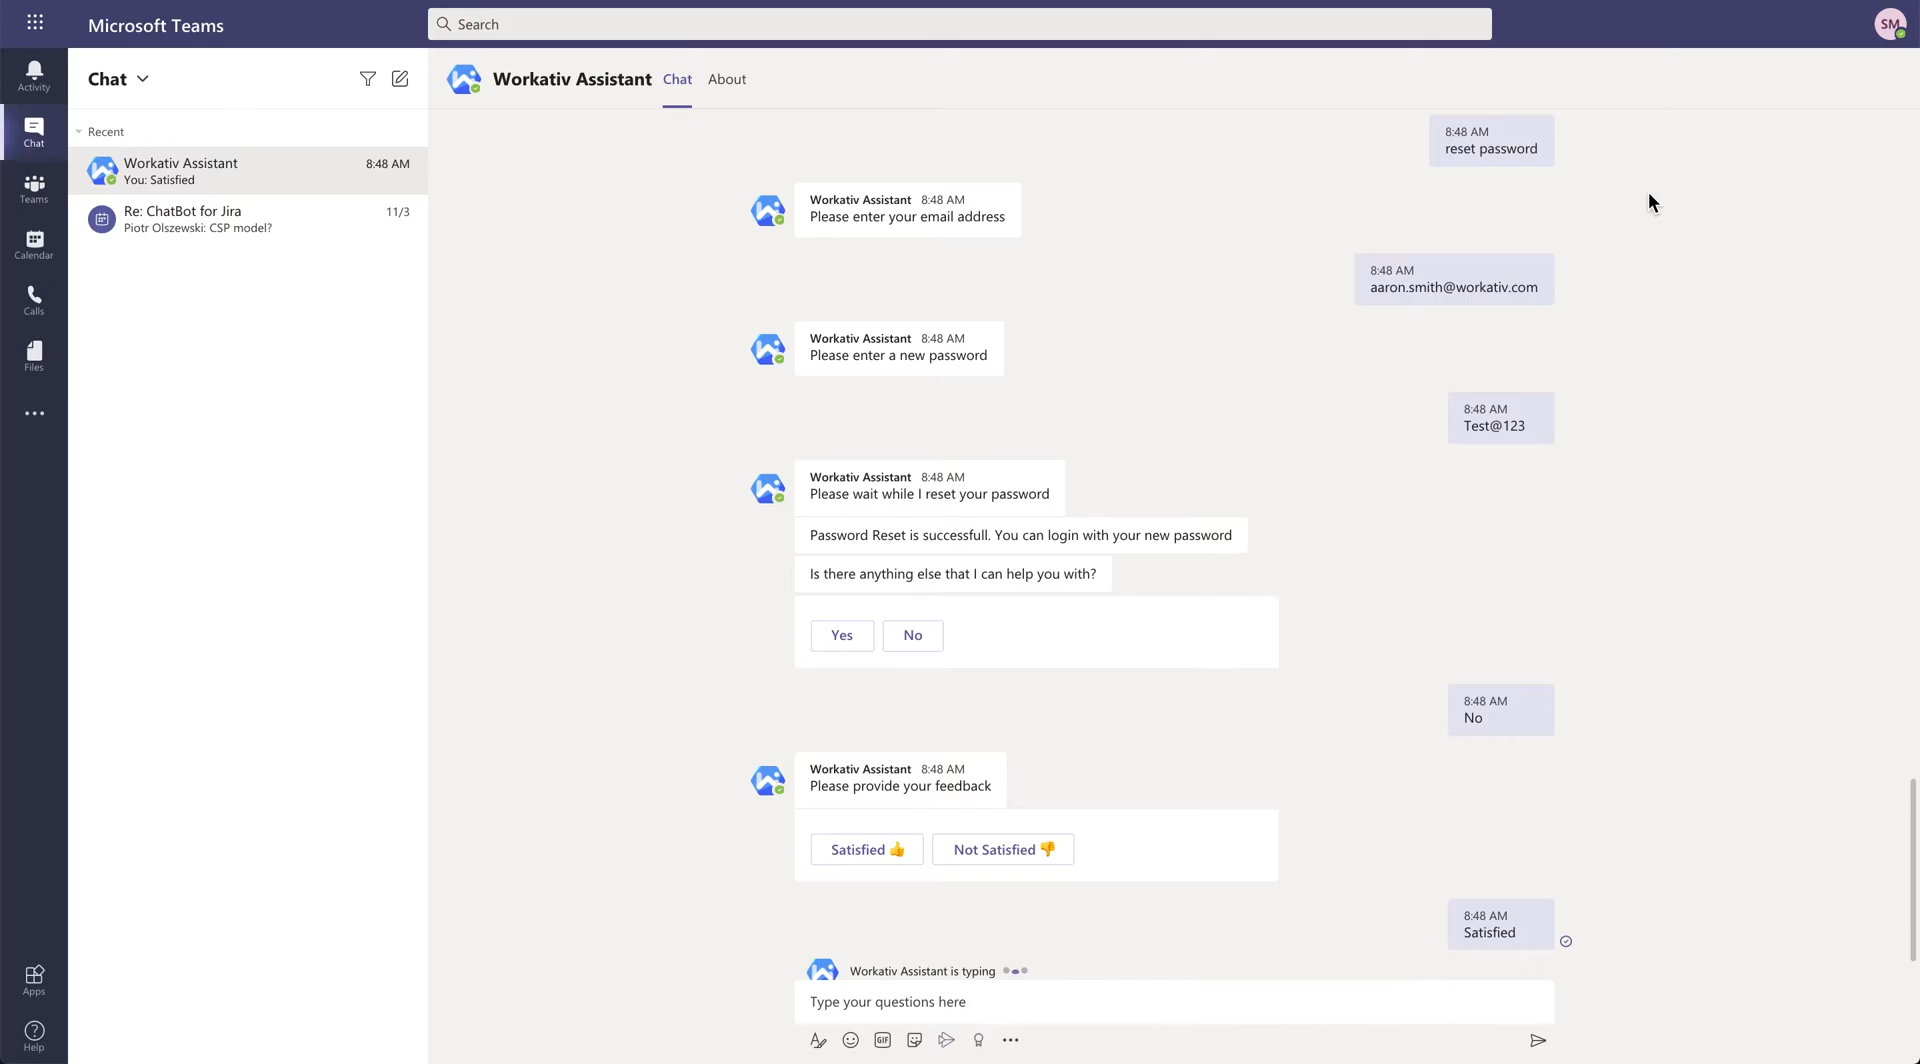 Microsoft Teams
Search
SM
Activity
Chat
Teams
Calendar
Calls
Files
Apps
Help
Chat
Recent
Workativ Assistant 8:48 AM
You: Satisfied
Re: ChatBot for Jira 11/3
Piotr Olszewski: CSP model?
Workativ Assistant Chat About
8:48 AM
reset password
Workativ Assistant 8:48 AM
Please enter your email address
8:48 AM
aaron.smith@workativ.com
Workativ Assistant 8:48 AM
Please enter a new password
8:48 AM
Test@123
Workativ Assistant 8:48 AM
Please wait while I reset your password
Password Reset is successfull. You can login with your new password
Is there anything else that I can help you with?
Yes No
8:48 AM
No
Workativ Assistant 8:48 AM
Please provide your feedback
Satisfied 👍 Not Satisfied 👎
8:48 AM
Satisfied
Workativ Assistant is typing
Type your questions here
GIF